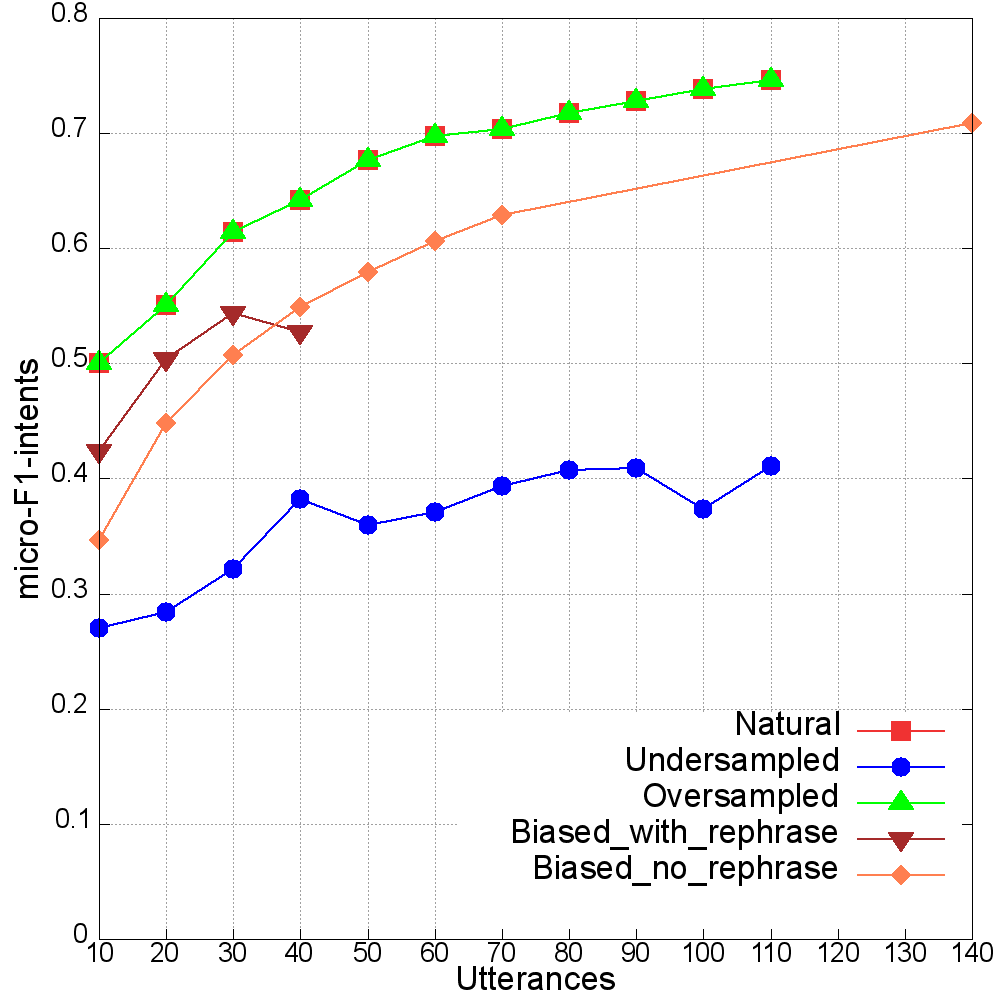 0.8
0.7
0.6
0.5
0.4
0.3
0.2
0.1
0
micro-F1-intents
Natural
Undersampled
Oversampled
Biased_with_rephrase
Biased_no_rephrase
10 20 30 40 50 60 70 80 90 100 110 120 130 140
Utterances